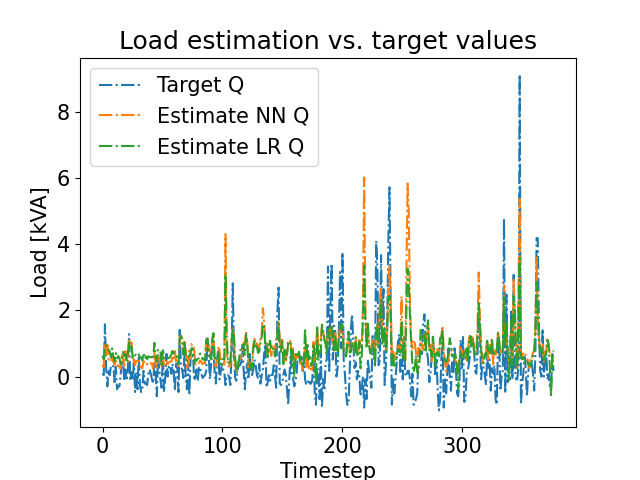 Load estimation vs. target values
Target Q
Estimate NN Q
Estimate LR Q
Load [kVA]
8
6
4
2
0
0 100 200 300
Timestep